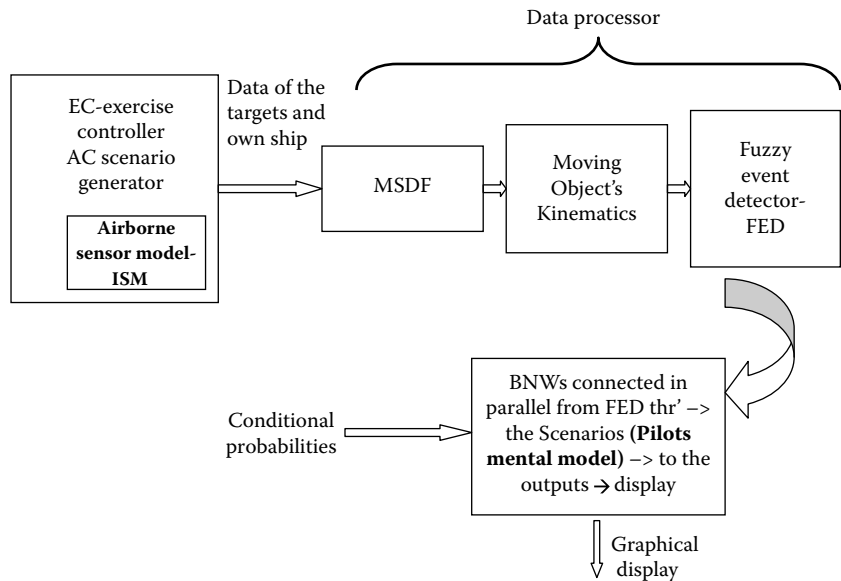 Data processor
EC-exercise
controller
AC scenario
generator
Airborne
sensor model-
ISM
Data of the
targets and
own ship
MSDF
Moving
Object's
Kinematics
Fuzzy
event
detector-
FED
Conditional
probabilities
BNWs connected in
parallel from FED thr' –>
the Scenarios (Pilots
mental model) –> to the
outputs → display
Graphical
display